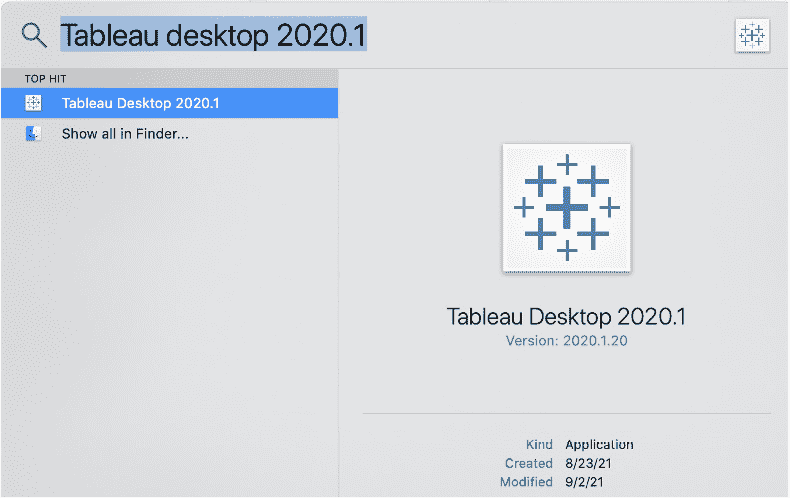 Tableau desktop 2020.1
TOP HIT
Tableau Desktop 2020.1
Show all in Finder...
Tableau Desktop 2020.1
Version: 2020.1.20
Kind Application
Created 8/23/21
Modified 9/2/21